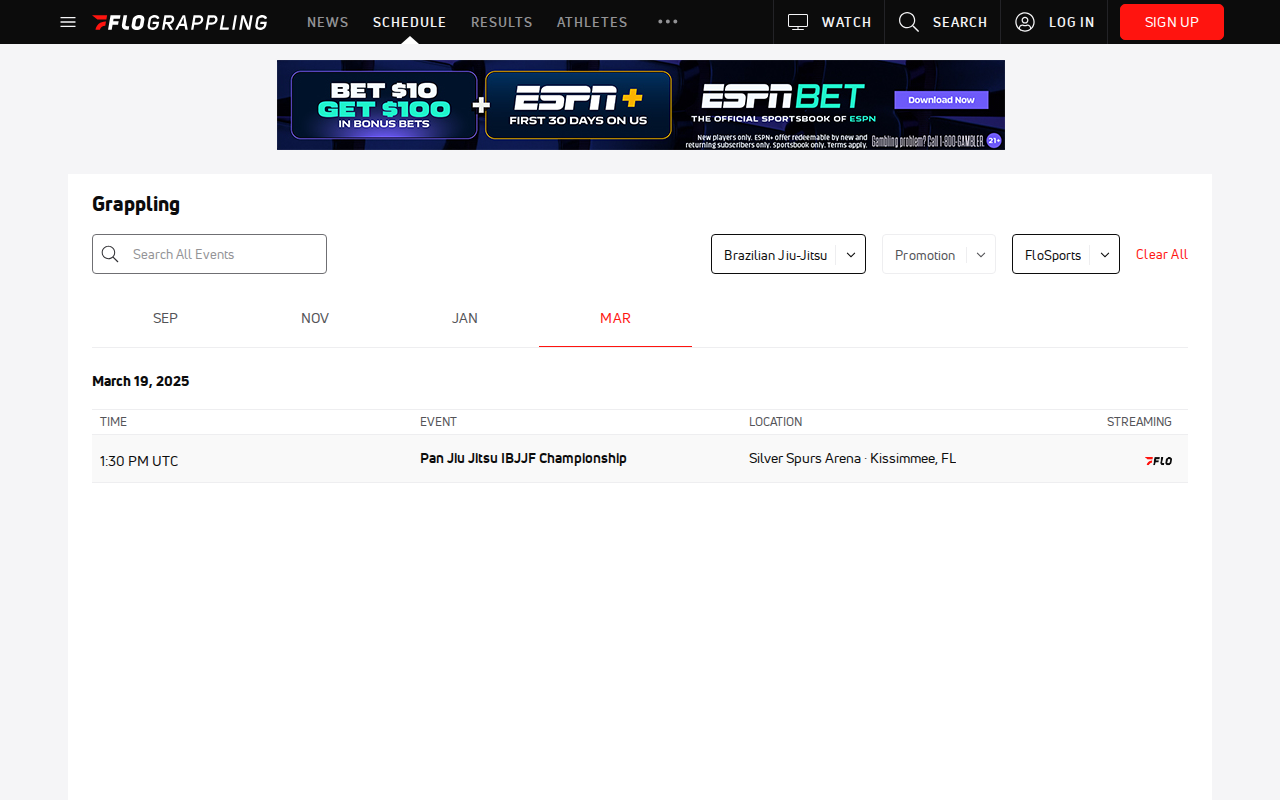 FLOGRAPPLING NEWS SCHEDULE RESULTS ATHLETES WATCH SEARCH LOG IN SIGN UP
BET $10
GET $100
IN BONUS BETS
+
ESPN+
FIRST 30 DAYS ON US
ESPN BET
THE OFFICIAL SPORTSBOOK OF ESPN
Download Now
New players only. ESPN+ offer redeemable by new and
returning subscribers only. Sportsbook only. Terms apply.
Gambling problem? Call 1-800-GAMBLER.
21+
Grappling
Search All Events Brazilian Jiu-Jitsu Promotion FloSports Clear All
SEP NOV JAN MAR
March 19, 2025
TIME EVENT LOCATION STREAMING
1:30 PM UTC Pan Jiu Jitsu IBJJF Championship Silver Spurs Arena · Kissimmee, FL FLO